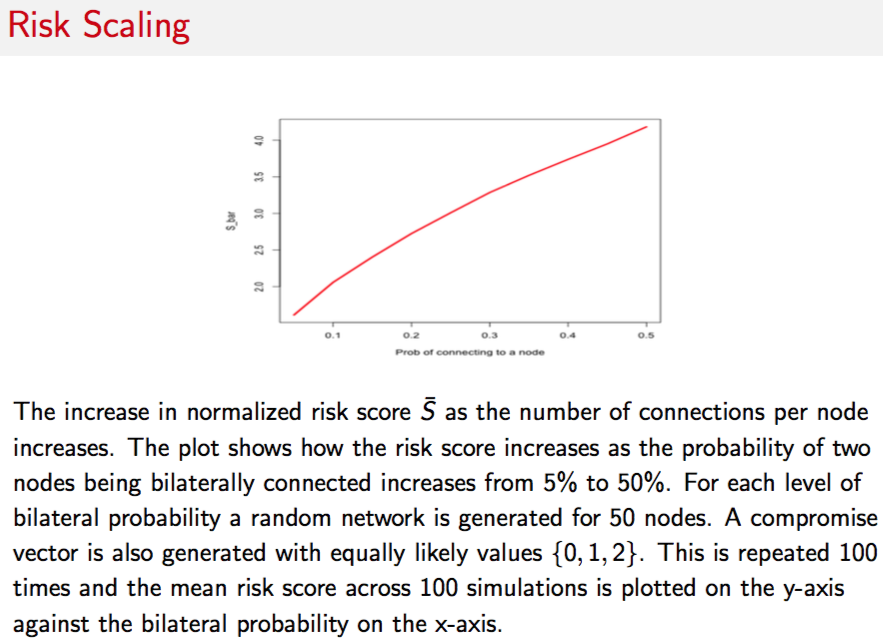 Risk Scaling
4.0
3.5
3.0
2.5
2.0
S_bar
0.1 0.2 0.3 0.4 0.5
Prob of connecting to a node
The increase in normalized risk score S̄ as the number of connections per node
increases. The plot shows how the risk score increases as the probability of two
nodes being bilaterally connected increases from 5% to 50%. For each level of
bilateral probability a random network is generated for 50 nodes. A compromise
vector is also generated with equally likely values {0, 1, 2}. This is repeated 100
times and the mean risk score across 100 simulations is plotted on the y-axis
against the bilateral probability on the x-axis.